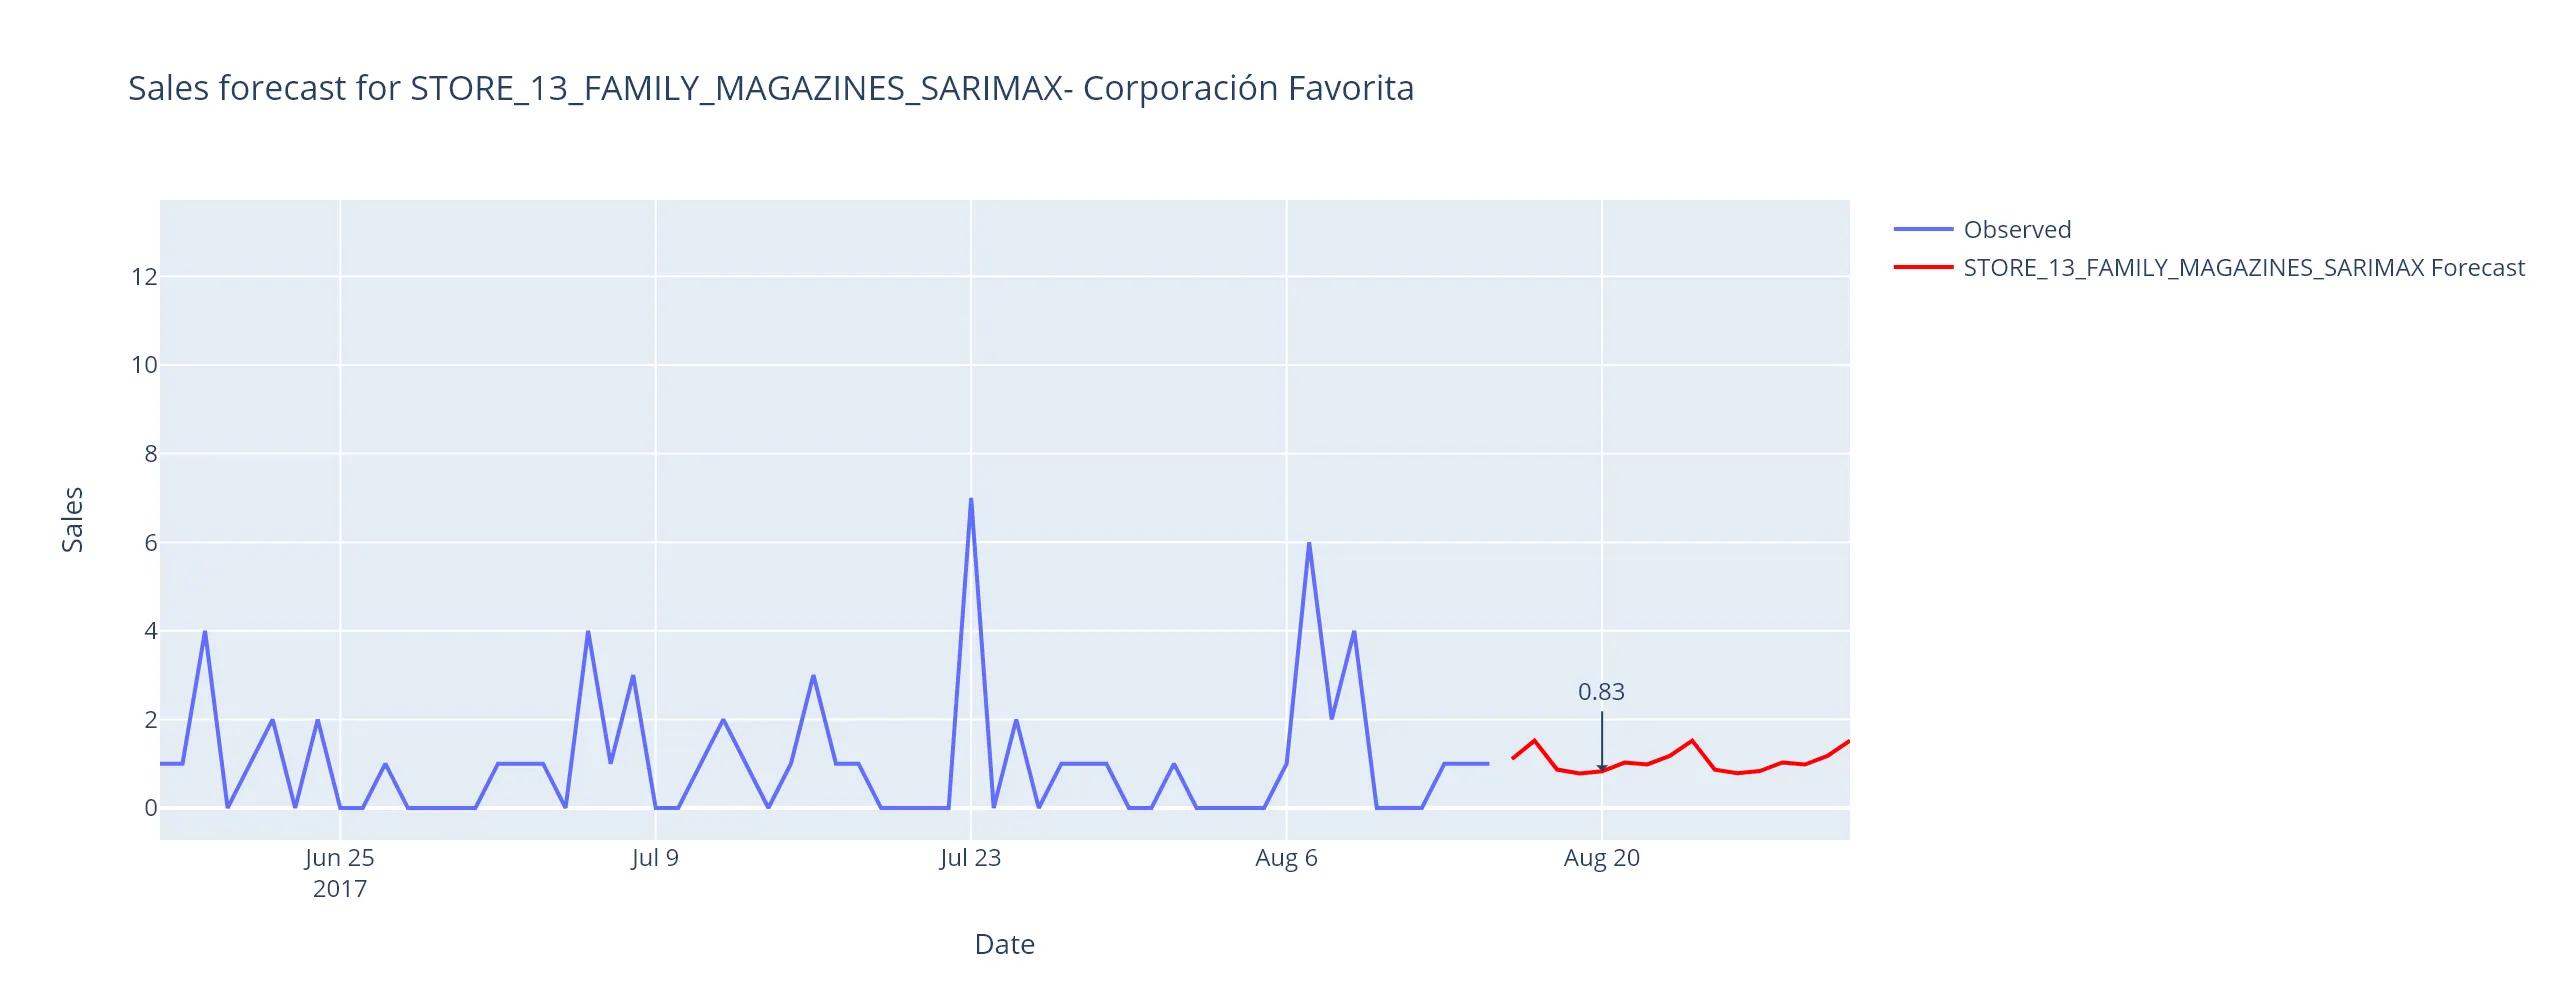 Sales forecast for STORE_13_FAMILY_MAGAZINES_SARIMAX- Corporación Favorita
Observed
STORE_13_FAMILY_MAGAZINES_SARIMAX Forecast
12
10
8
6
4
2
0
Sales
0.83
Jun 25
2017
Jul 9
Jul 23
Aug 6
Aug 20
Date